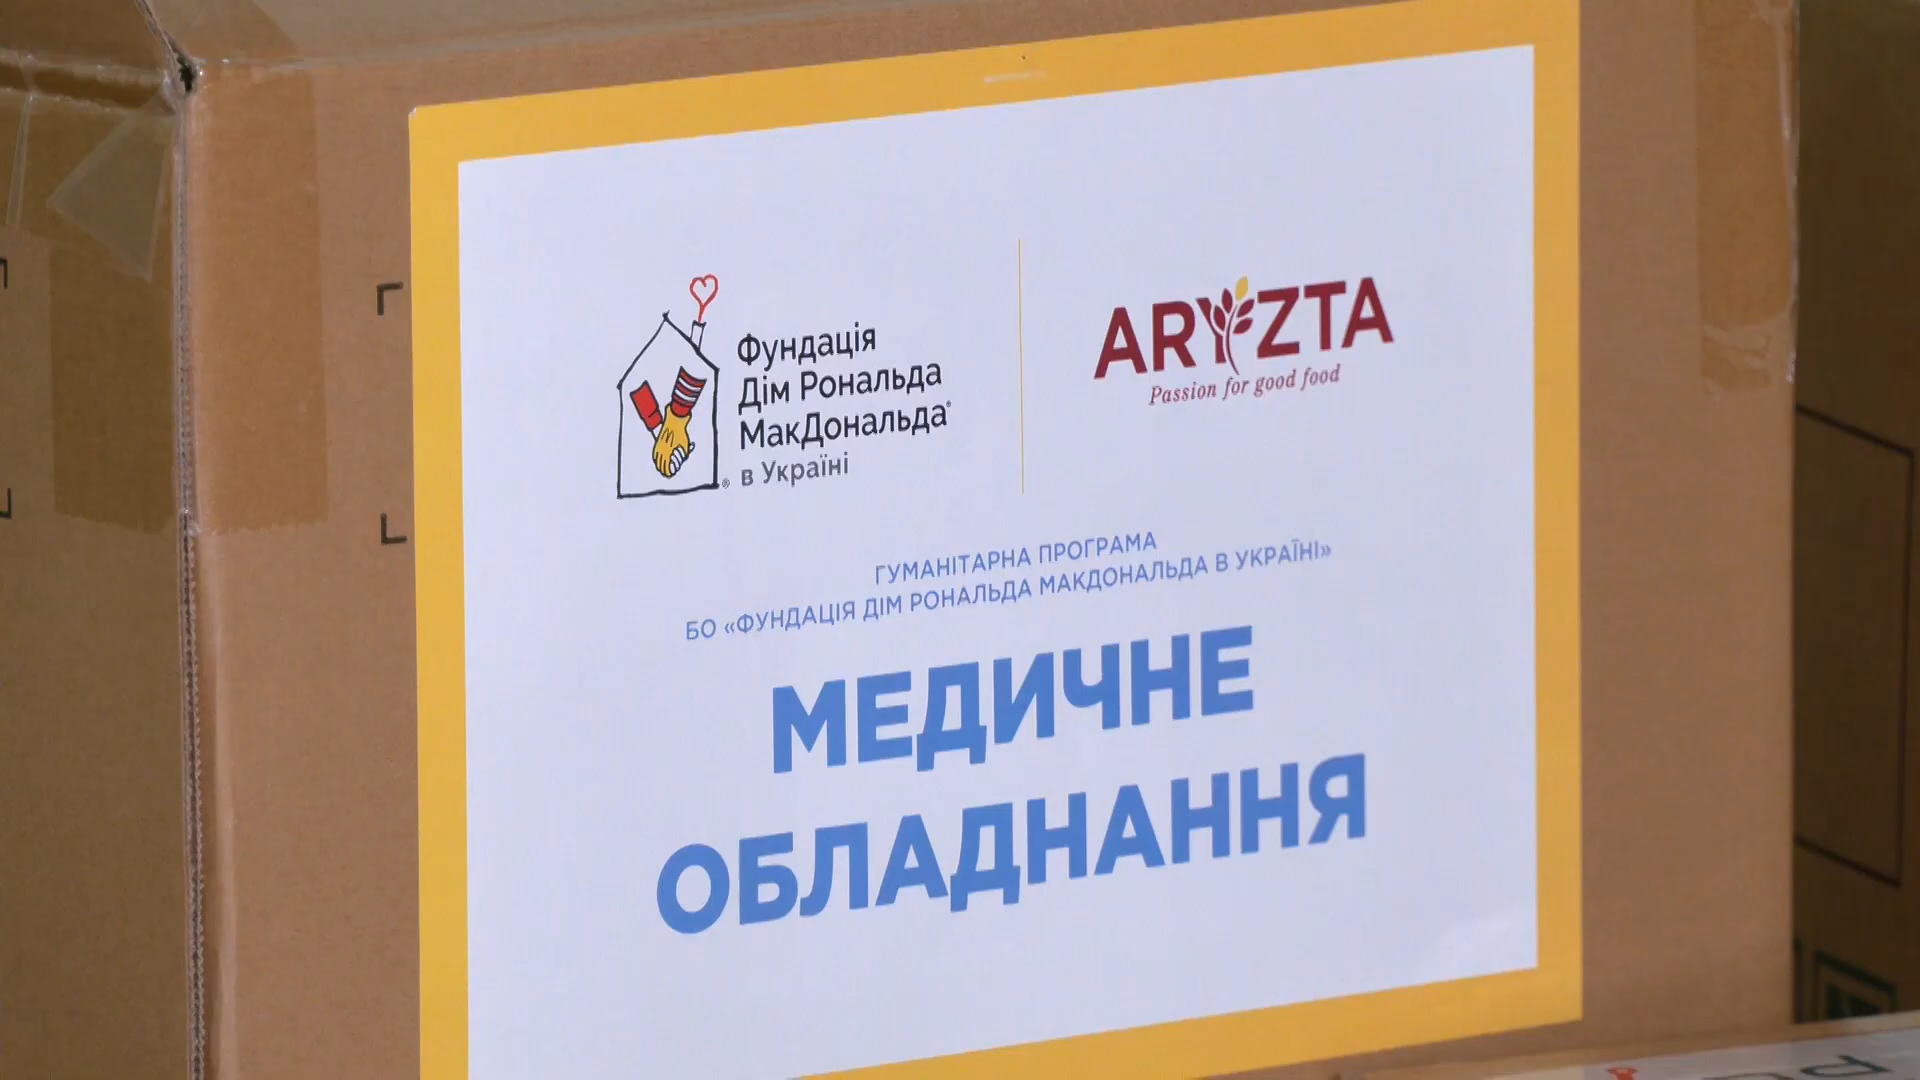 Фундація
Дім Рональда
МакДональда®
в Україні
ARYZTA
Passion for good food
ГУМАНІТАРНА ПРОГРАМА
БО «ФУНДАЦІЯ ДІМ РОНАЛЬДА МАКДОНАЛЬДА В УКРАЇНІ»
МЕДИЧНЕ
ОБЛАДНАННЯ